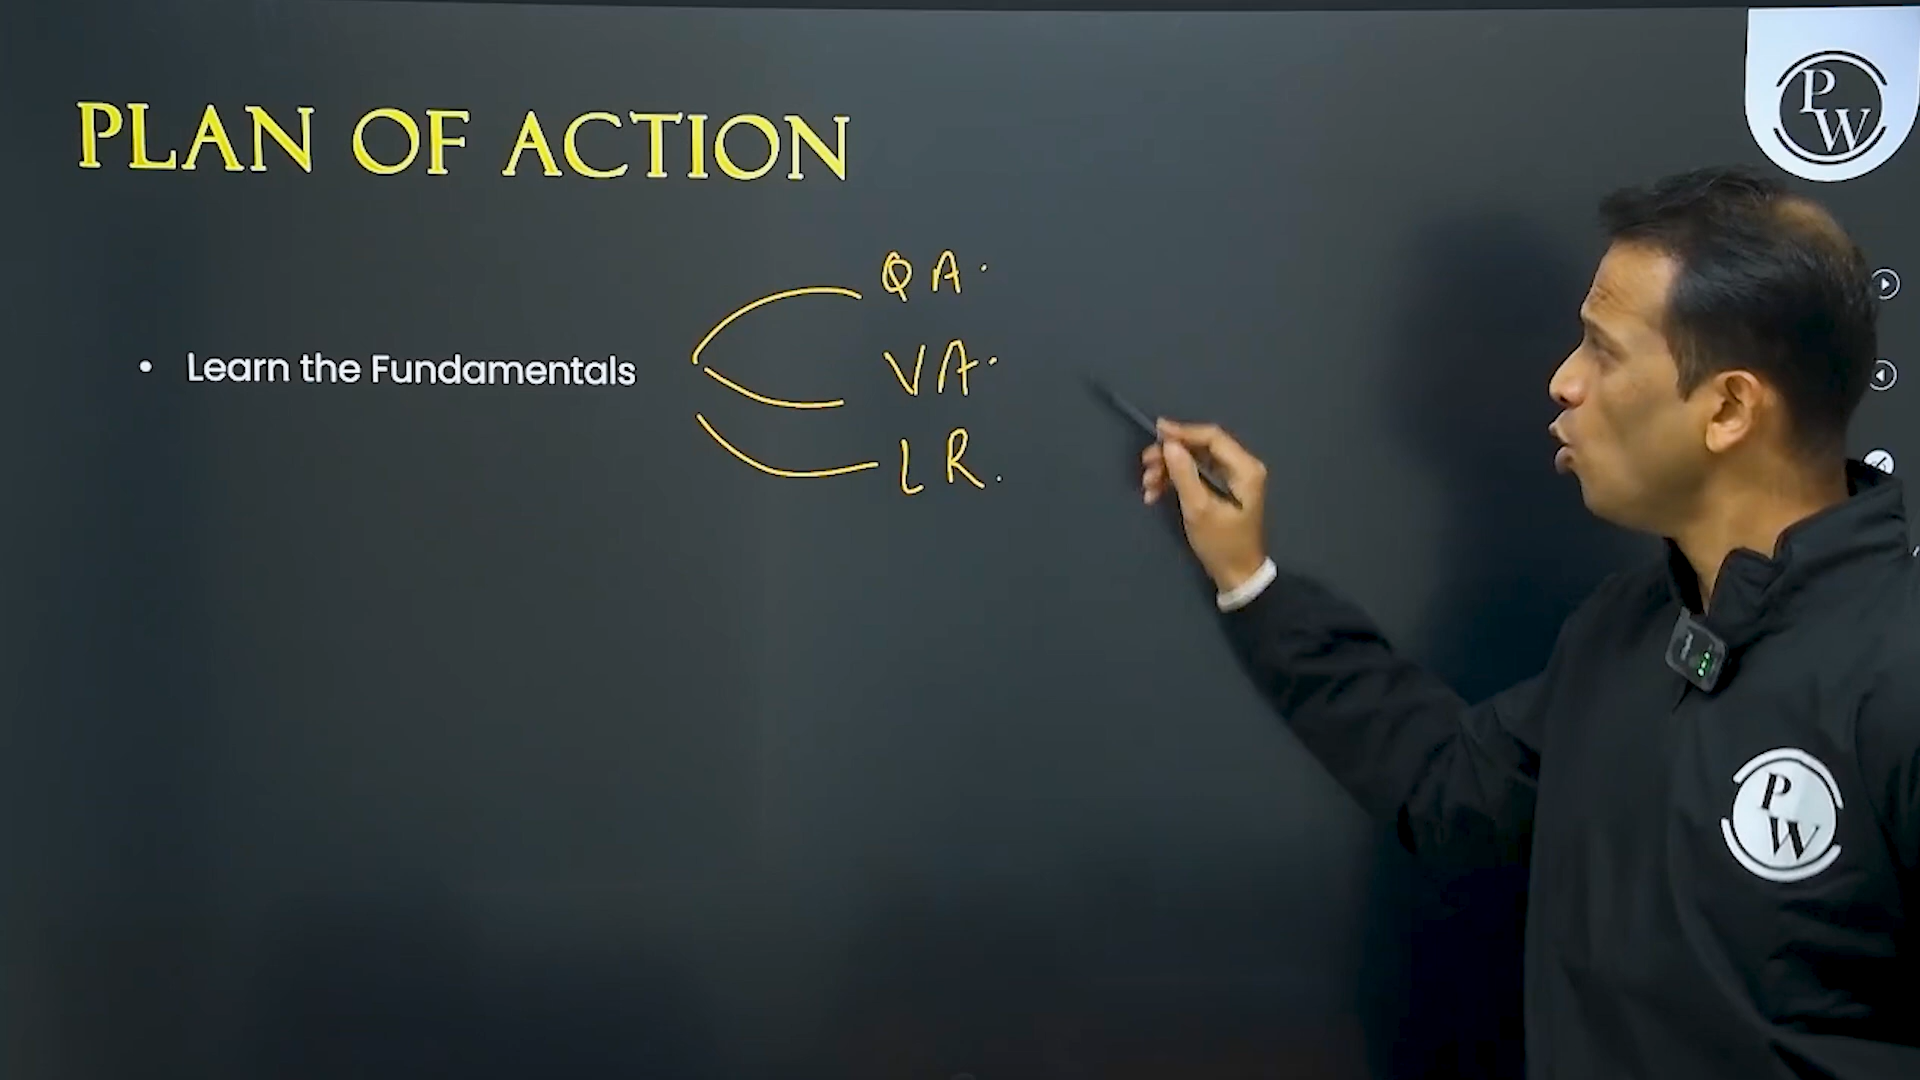 PW
PLAN OF ACTION
QA.
• Learn the Fundamentals
VA.
LR.
PW